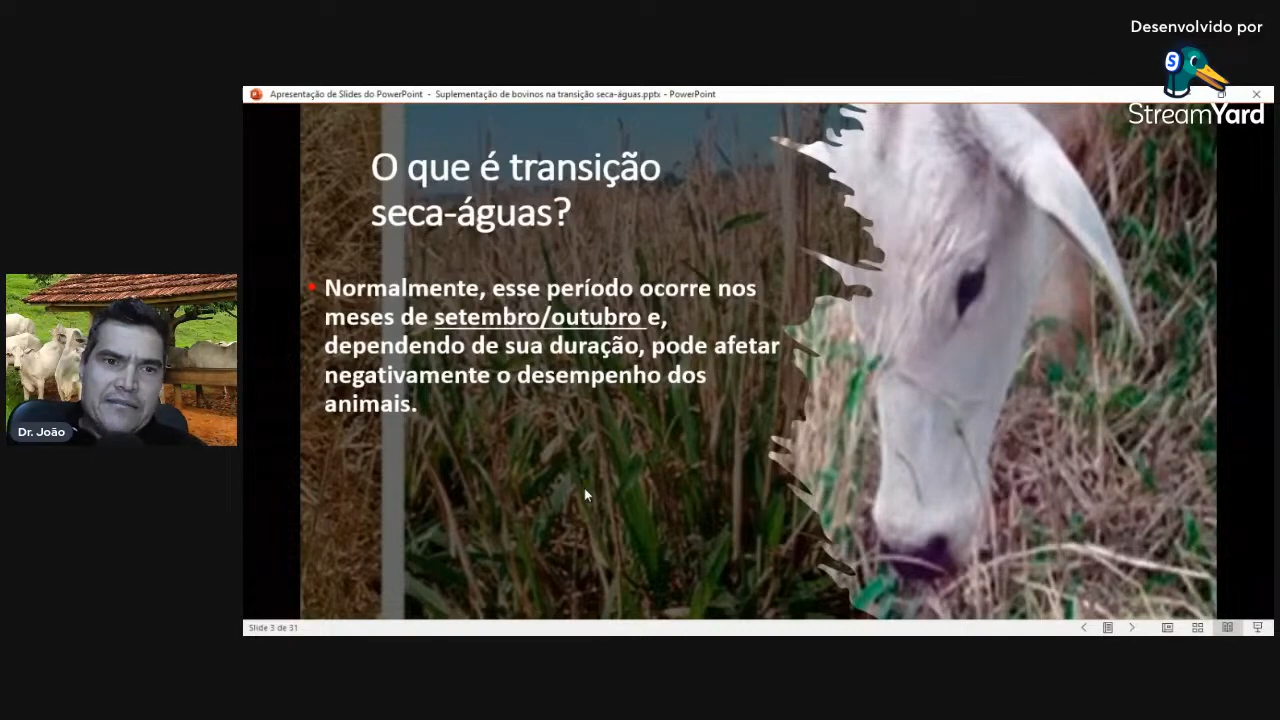 Desenvolvido por
StreamYard
Apresentação de Slides do PowerPoint - Suplementação de bovinos na transição seca-águas.pptx - PowerPoint
O que é transição
seca-águas?
• Normalmente, esse período ocorre nos
meses de setembro/outubro e,
dependendo de sua duração, pode afetar
negativamente o desempenho dos
animais.
Dr. João
Slide 3 de 31